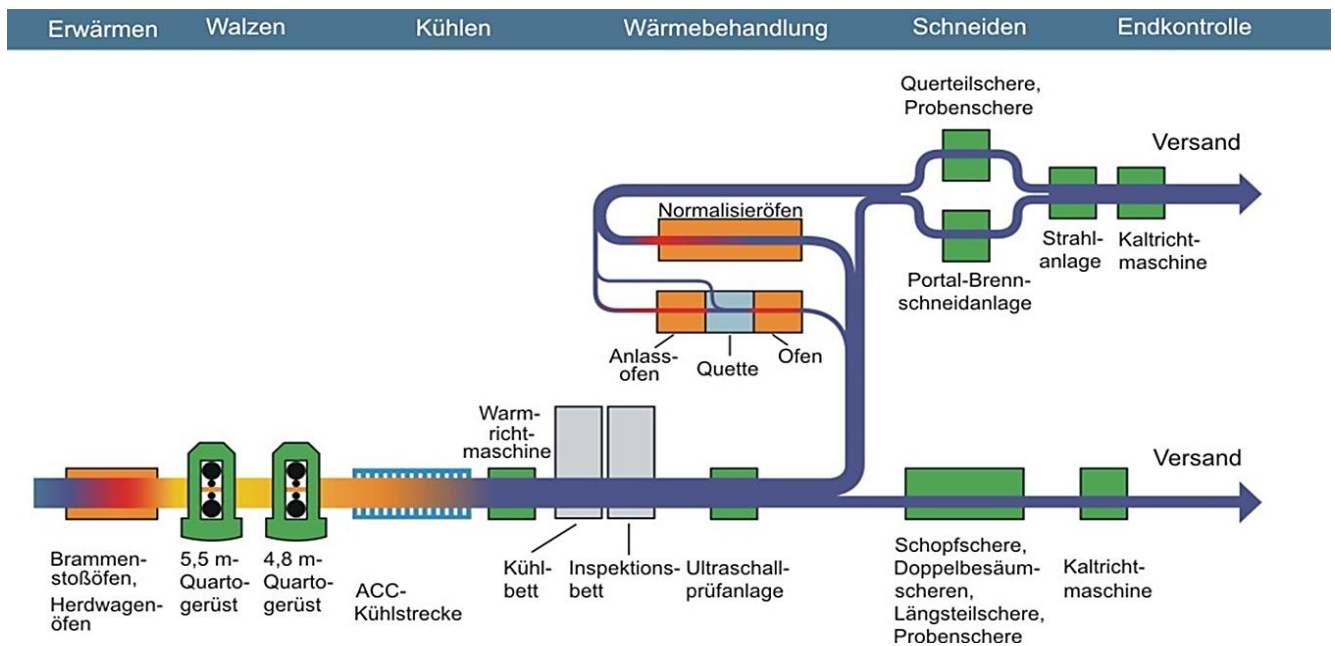 Erwärmen
Walzen
Kühlen
Wärmebehandlung
Schneiden
Endkontrolle
Querteilschere,
Probenschere
Versand
Normalisieröfen
Strahl-
anlage
Kaltricht-
maschine
Portal-Brenn-
schneidanlage
Anlass-
ofen
Quette
Ofen
Warm-
richt-
maschine
Versand
Brammen-
stoßöfen,
Herdwagen-
öfen
5,5 m-
Quarto-
gerüst
4,8 m-
Quarto-
gerüst
ACC-
Kühlstrecke
Kühl-
bett
Inspektions-
bett
Ultraschall-
prüfanlage
Schopfschere,
Doppelbesäum-
scheren,
Längsteilschere,
Probenschere
Kaltricht-
maschine